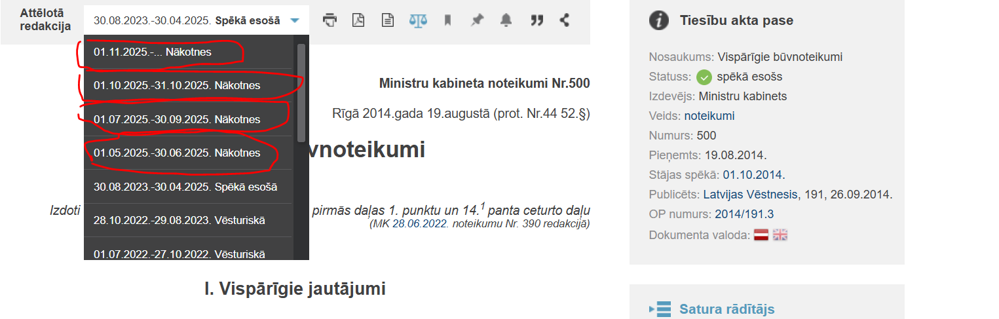 Attēlotā
redakcija
30.08.2023.-30.04.2025. Spēkā esošā
01.11.2025.-... Nākotnes
01.10.2025.-31.10.2025. Nākotnes
01.07.2025.-30.09.2025. Nākotnes
01.05.2025.-30.06.2025. Nākotnes
30.08.2023.-30.04.2025. Spēkā esošā
28.10.2022.-29.08.2023. Vēsturiskā
01.07.2022.-27.10.2022. Vēsturiskā
Ministru kabineta noteikumi Nr.500
Rīgā 2014.gada 19.augustā (prot. Nr.44 52.§)
vnoteikumi
Izdoti pirmās daļas 1. punktu un 14.¹ panta ceturto daļu
(MK 28.06.2022. noteikumu Nr. 390 redakcijā)
I. Vispārīgie jautājumi
Tiesību akta pase
Nosaukums: Vispārīgie būvnoteikumi
Statuss: spēkā esošs
Izdevējs: Ministru kabinets
Veids: noteikumi
Numurs: 500
Pieņemts: 19.08.2014.
Stājas spēkā: 01.10.2014.
Publicēts: Latvijas Vēstnesis, 191, 26.09.2014.
OP numurs: 2014/191.3
Dokumenta valoda:
Satura rādītājs